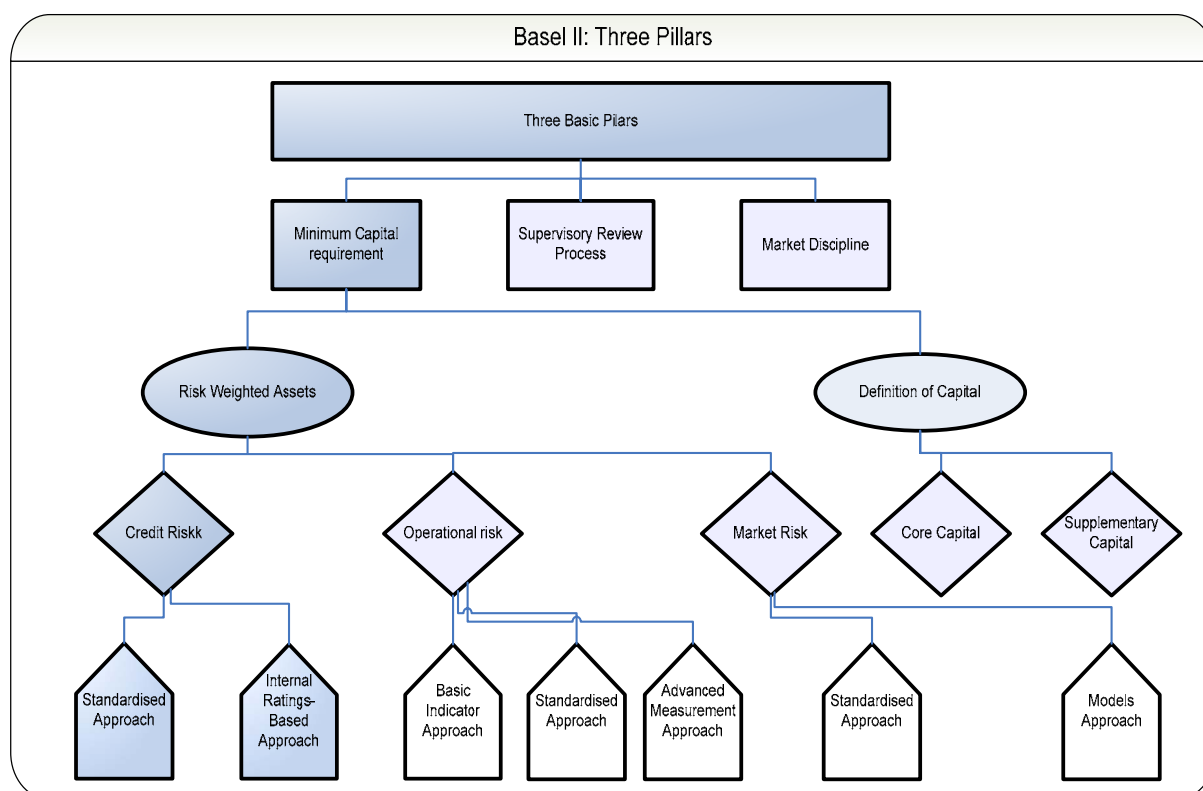 Basel II: Three Pillars
Three Basic Pilars
Minimum Capital
requirement
Supervisory Review
Process
Market Discipline
Risk Weighted Assets
Definition of Capital
Credit Riskk
Operational risk
Market Risk
Core Capital
Supplementary
Capital
Standardised
Approach
Internal
Ratings-
Based
Approach
Basic
Indicator
Approach
Standardised
Approach
Advanced
Measurement
Approach
Standardised
Approach
Models
Approach